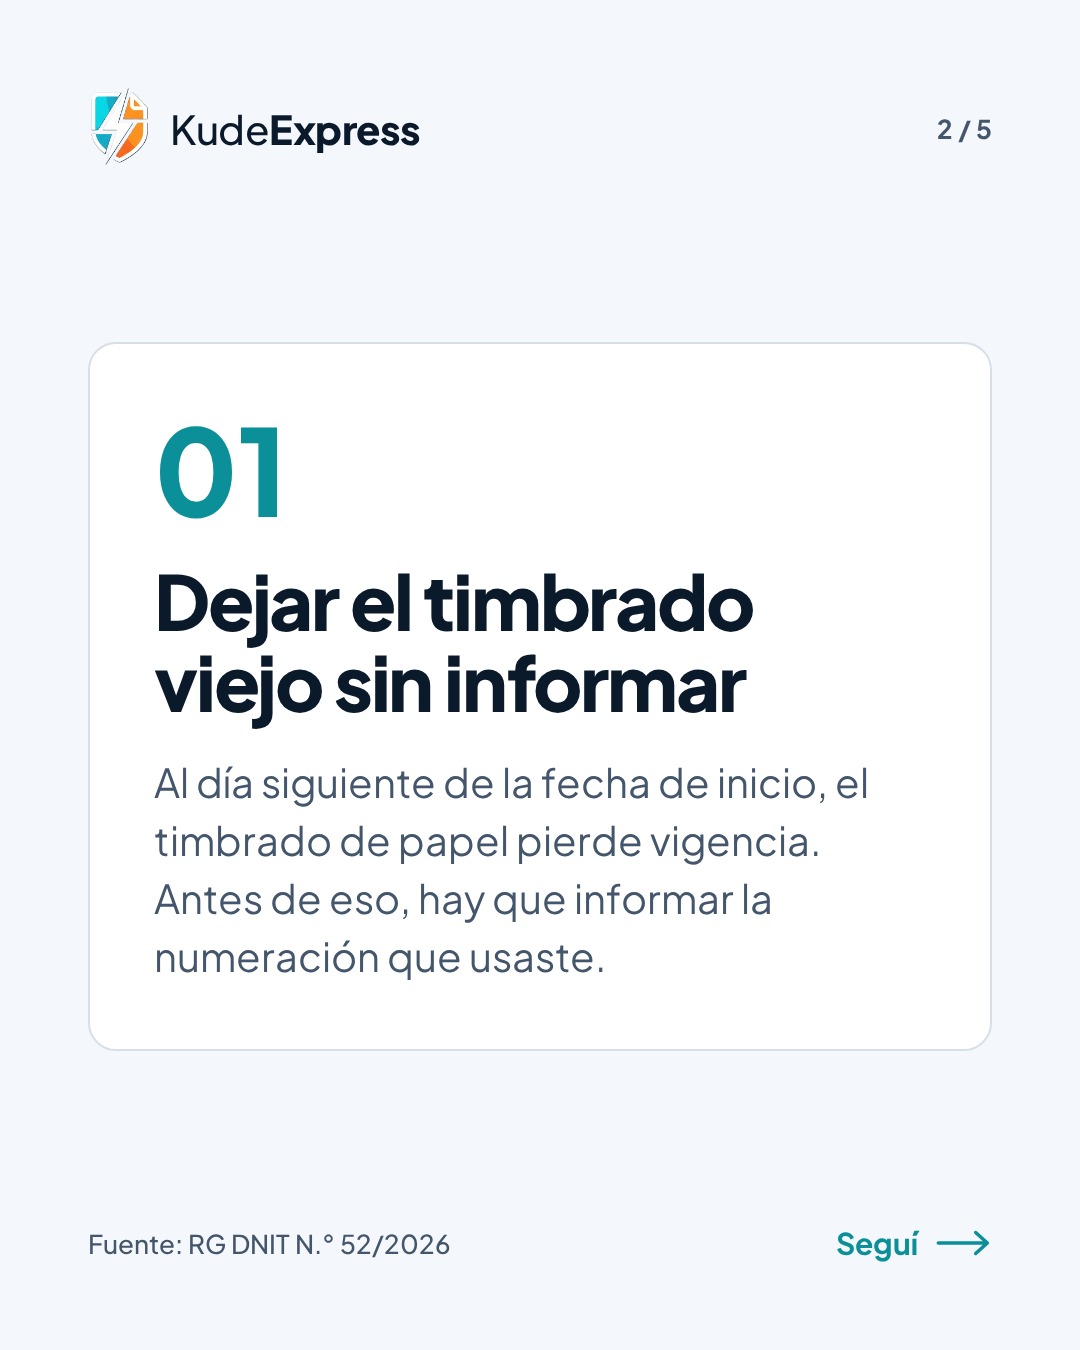 KudeExpress
2 / 5
01
Dejar el timbrado
viejo sin informar
Al día siguiente de la fecha de inicio, el
timbrado de papel pierde vigencia.
Antes de eso, hay que informar la
numeración que usaste.
Fuente: RG DNIT N.° 52/2026
Seguí →